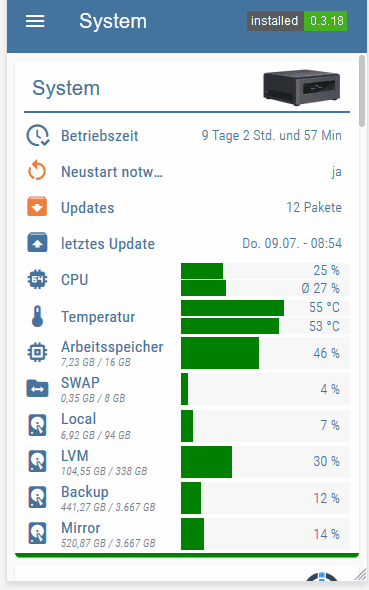 System
installed 0.3.18
System
Betriebszeit 9 Tage 2 Std. und 57 Min
Neustart notw… ja
Updates 12 Pakete
letztes Update Do. 09.07. - 08:54
64 CPU 25 %
Ø 27 %
Temperatur 55 °C
53 °C
Arbeitsspeicher 46 %
7,23 GB / 16 GB
SWAP 4 %
0,35 GB / 8 GB
Local 7 %
6,92 GB / 94 GB
LVM 30 %
104,55 GB / 338 GB
Backup 12 %
441,27 GB / 3.667 GB
Mirror 14 %
520,87 GB / 3.667 GB